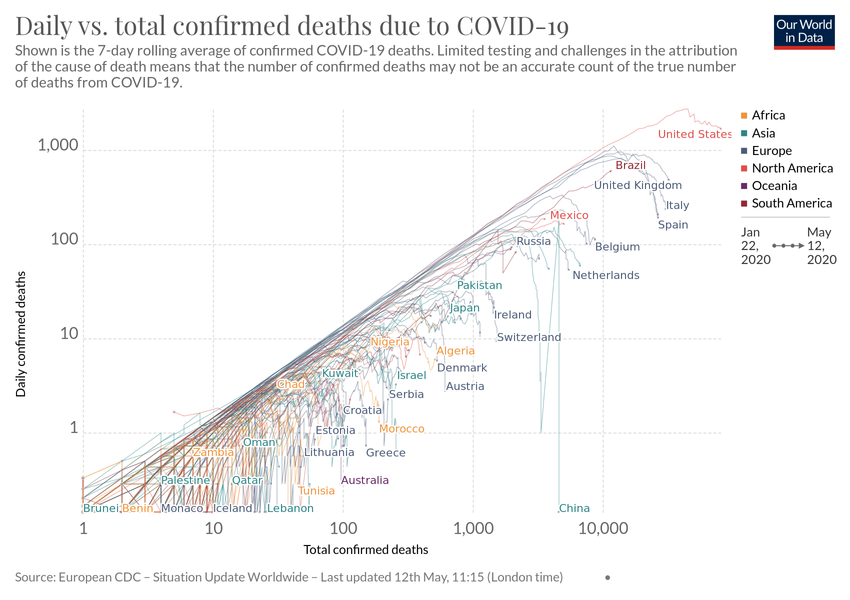 Daily vs. total confirmed deaths due to COVID-19
Our World
in Data
Shown is the 7-day rolling average of confirmed COVID-19 deaths. Limited testing and challenges in the attribution
of the cause of death means that the number of confirmed deaths may not be an accurate count of the true number
of deaths from COVID-19.
Africa
Asia
Europe
North America
Oceania
South America
Jan
22,
2020
May
12,
2020
Daily confirmed deaths
1,000
100
10
1
United States
Brazil
United Kingdom
Italy
Mexico
Spain
Russia
Belgium
Netherlands
Pakistan
Japan
Ireland
Switzerland
Nigeria
Algeria
Denmark
Kuwait
Israel
Chad
Austria
Serbia
Croatia
Estonia
Morocco
Oman
Zambia
Lithuania
Greece
Palestine
Qatar
Australia
Tunisia
Brunei
Benin
Monaco
Iceland
Lebanon
China
1
10
100
1,000
10,000
Total confirmed deaths
Source: European CDC – Situation Update Worldwide – Last updated 12th May, 11:15 (London time)